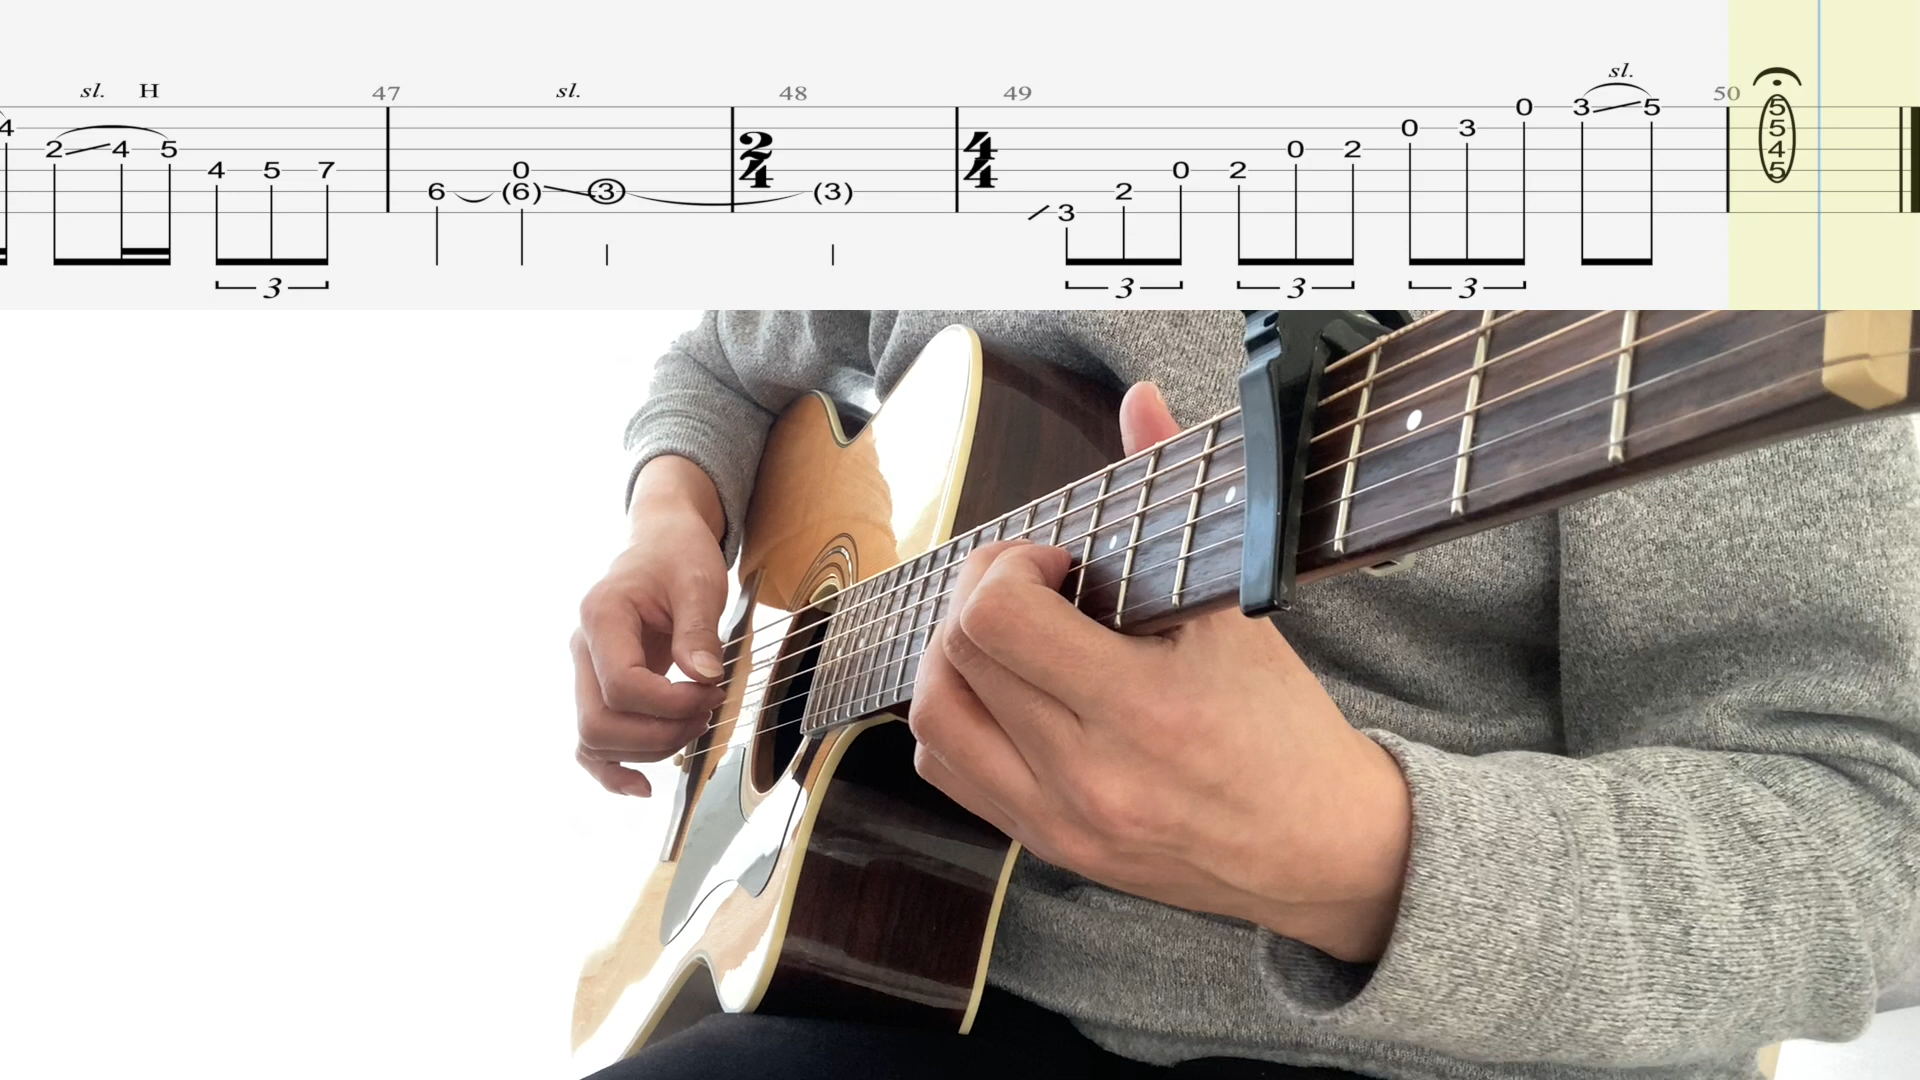 sl. H 47 sl. 48 49 sl. 50
4 2 4 5 4 5 7 3
6 0 (6) 3
2 4 (3)
4 4 3 2 0 3 2 0 2 3 0 3 0 3 3 5
5 5 4 5